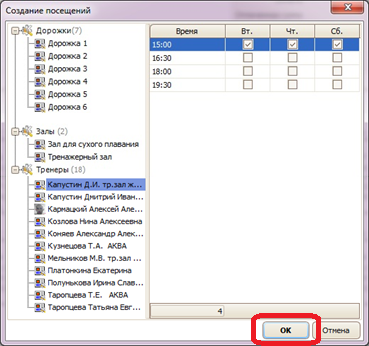 Создание посещений
Дорожки(7)
Дорожка 1
Дорожка 2
Дорожка 3
Дорожка 4
Дорожка 5
Дорожка 6
Залы (2)
Зал для сухого плавания
Тренажерный зал
Тренеры (18)
Капустин Д.И. тр.зал ж...
Капустин Дмитрий Иван...
Карнацкий Алексей Але...
Козлова Нина Алексеевна
Коняев Александр Алек...
Кузнецова Т.А. АКВА
Мельников М.В. тр.зал ...
Платонкина Екатерина
Полунькова Ирина Слав...
Таропцева Т.Е. АКВА
Таропцева Татьяна Евг...
Время Вт. Чт. Сб.
15:00
16:30
18:00
19:30
4
ОК Отмена